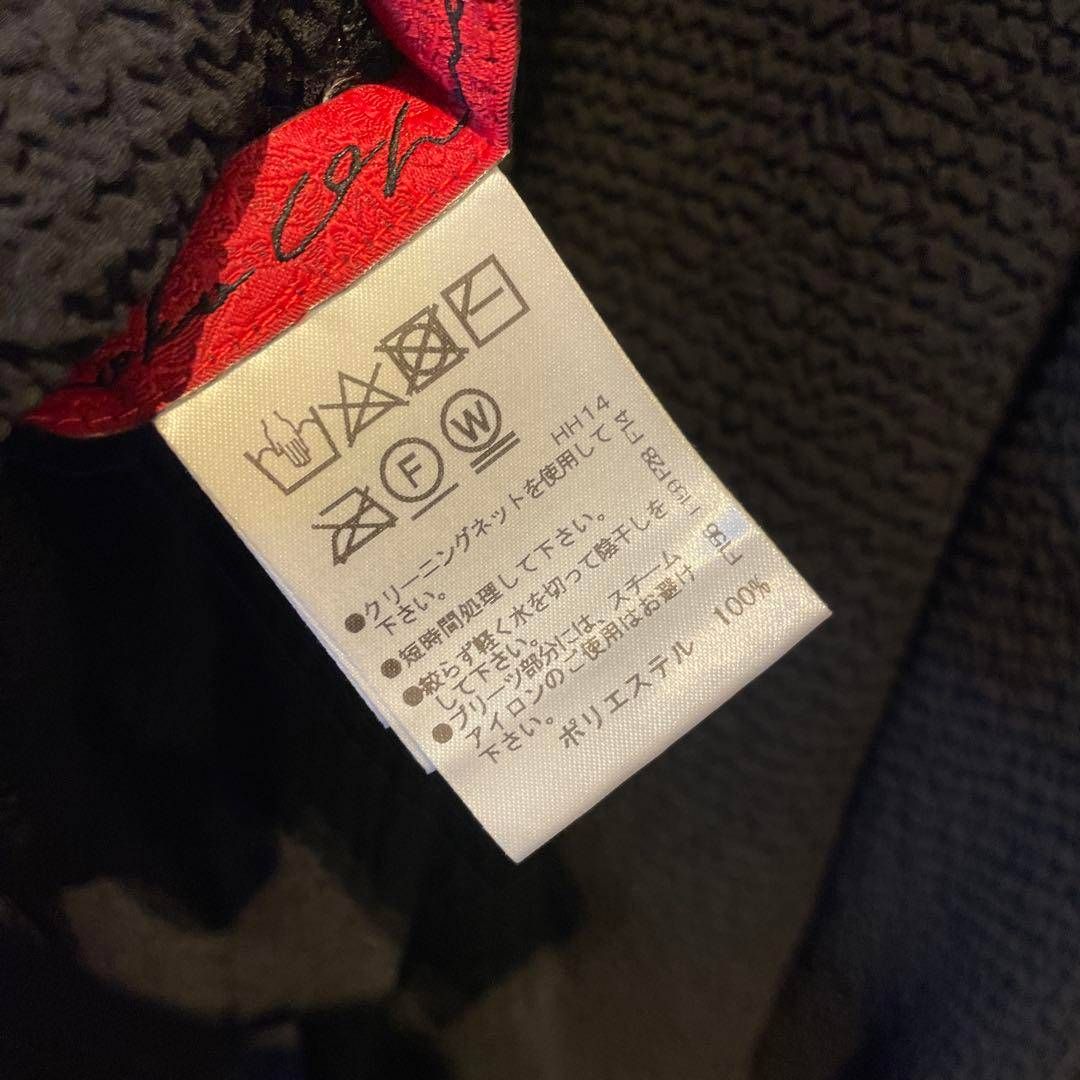 F
W
HH14
●クリーニングネットを使用して
下さい。
●短時間処理して下さい。
●絞らず軽く水を切って陰干しを
して下さい。
●プリーツ部分には、スチーム
アイロンのご使用はお避け
下さい。
ポリエステル 100%